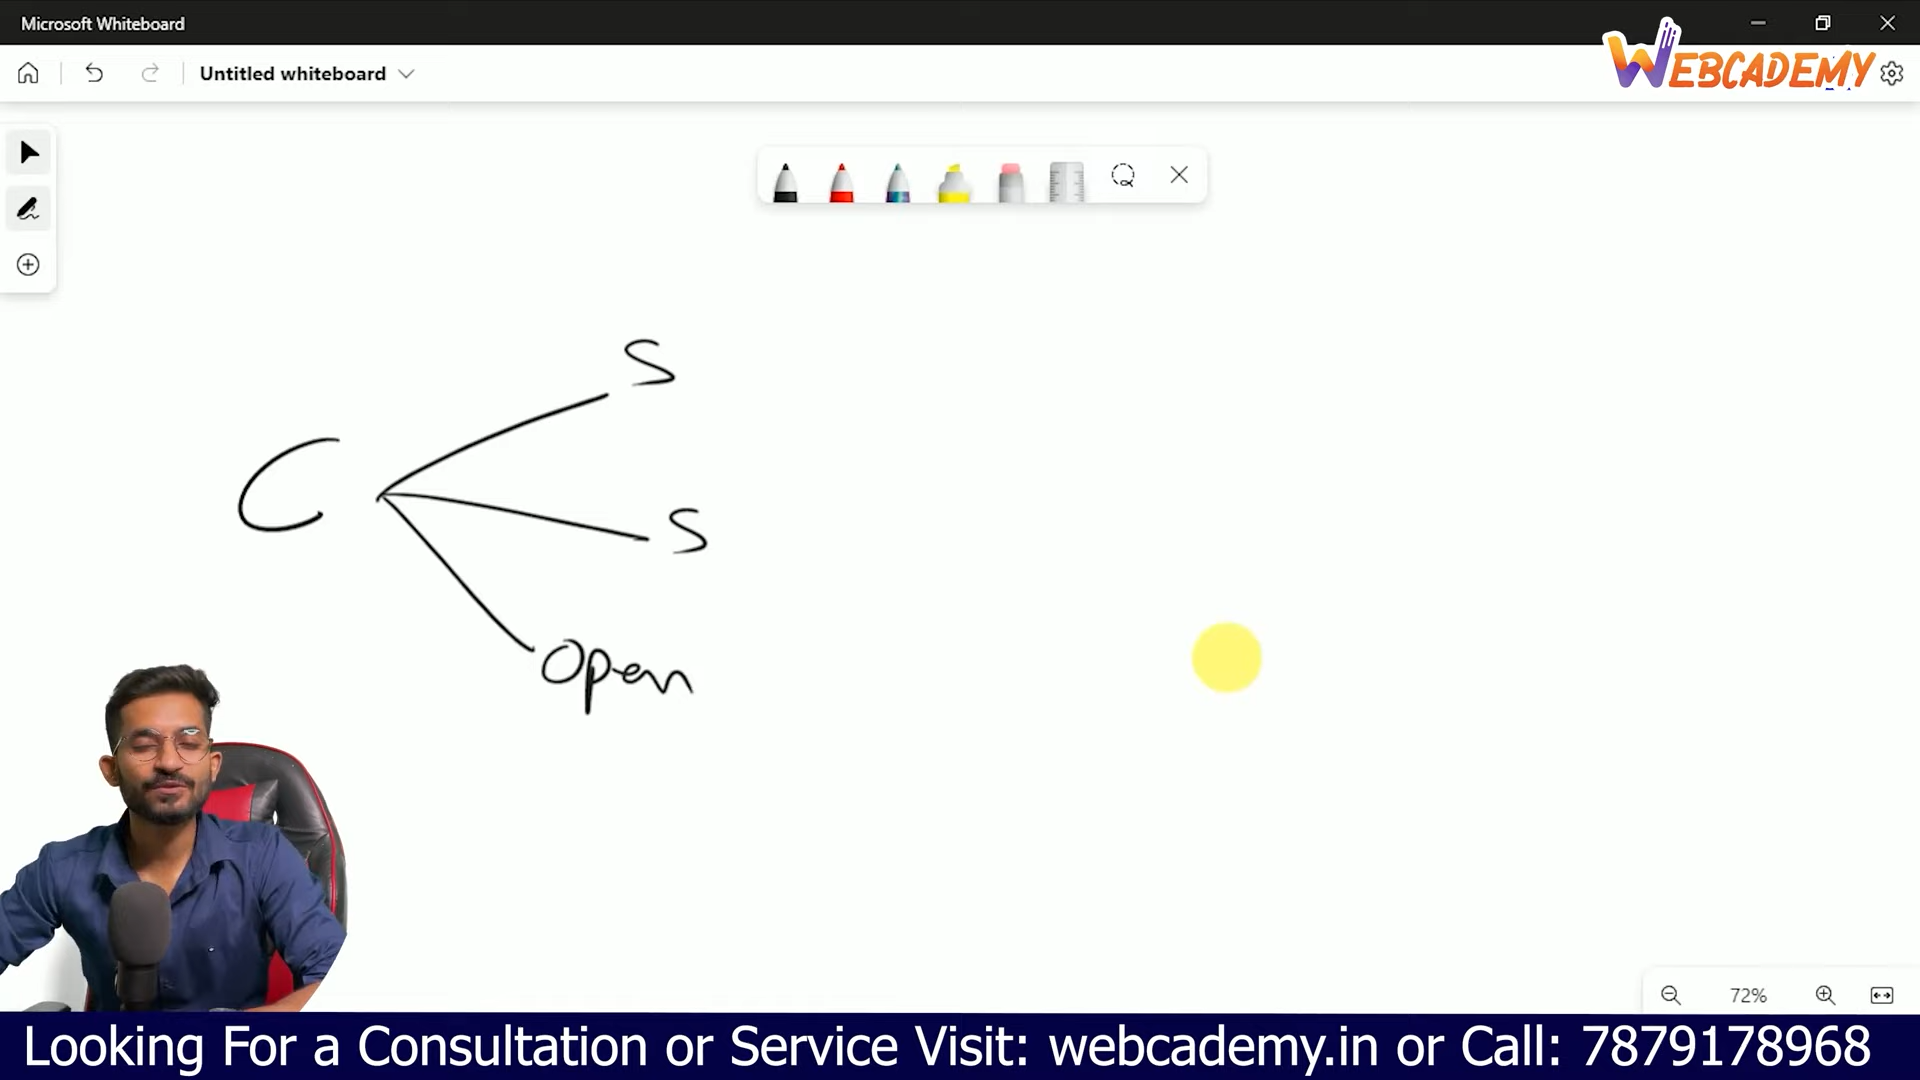 Microsoft Whiteboard
WEBCADEMY
Untitled whiteboard
S
C
S
Open
72%
Looking For a Consultation or Service Visit: webcademy.in or Call: 7879178968